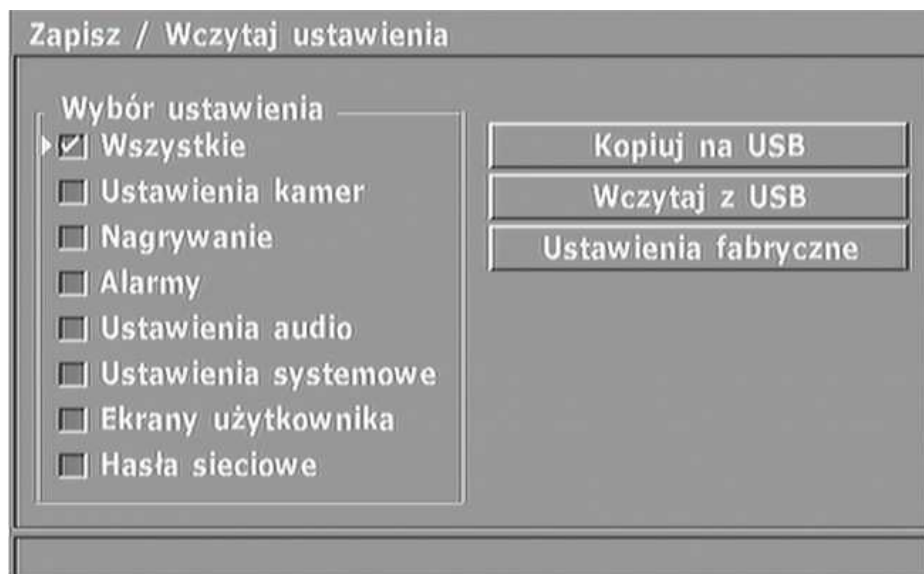 Zapisz / Wczytaj ustawienia
Wybór ustawienia
Wszystkie
Ustawienia kamer
Nagrywanie
Alarmy
Ustawienia audio
Ustawienia systemowe
Ekrany użytkownika
Hasła sieciowe
Kopiuj na USB
Wczytaj z USB
Ustawienia fabryczne